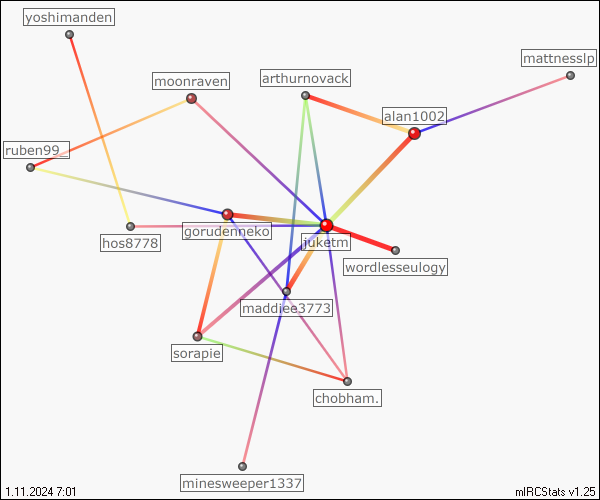 yoshimanden
mattnesslp
arthurnovack
moonraven
alan1002
ruben99_
gorudenneko
juketm
hos8778
wordlesseulogy
maddiee3773
sorapie
chobham.
minesweeper1337
1.11.2024 7:01
mIRCStats v1.25